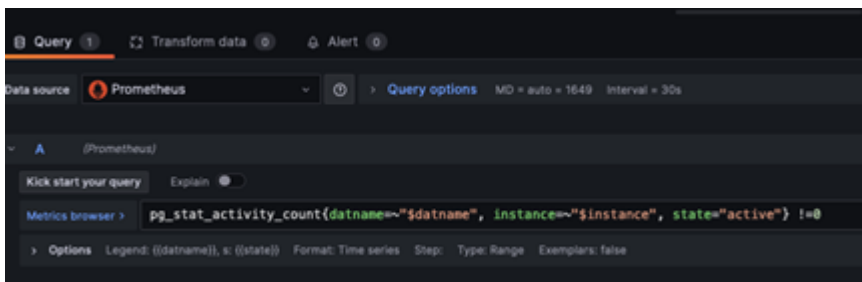 Query 1 Transform data 0 Alert 0
Data source Prometheus Query options MD = auto = 1649 Interval = 30s
A (Prometheus)
Kick start your query Explain
Metrics browser > pg_stat_activity_count{datname=~"$datname", instance=~"$instance", state="active"} !=0
Options Legend: {{datname}}, s: {{state}} Format: Time series Step: Type: Range Exemplars: false